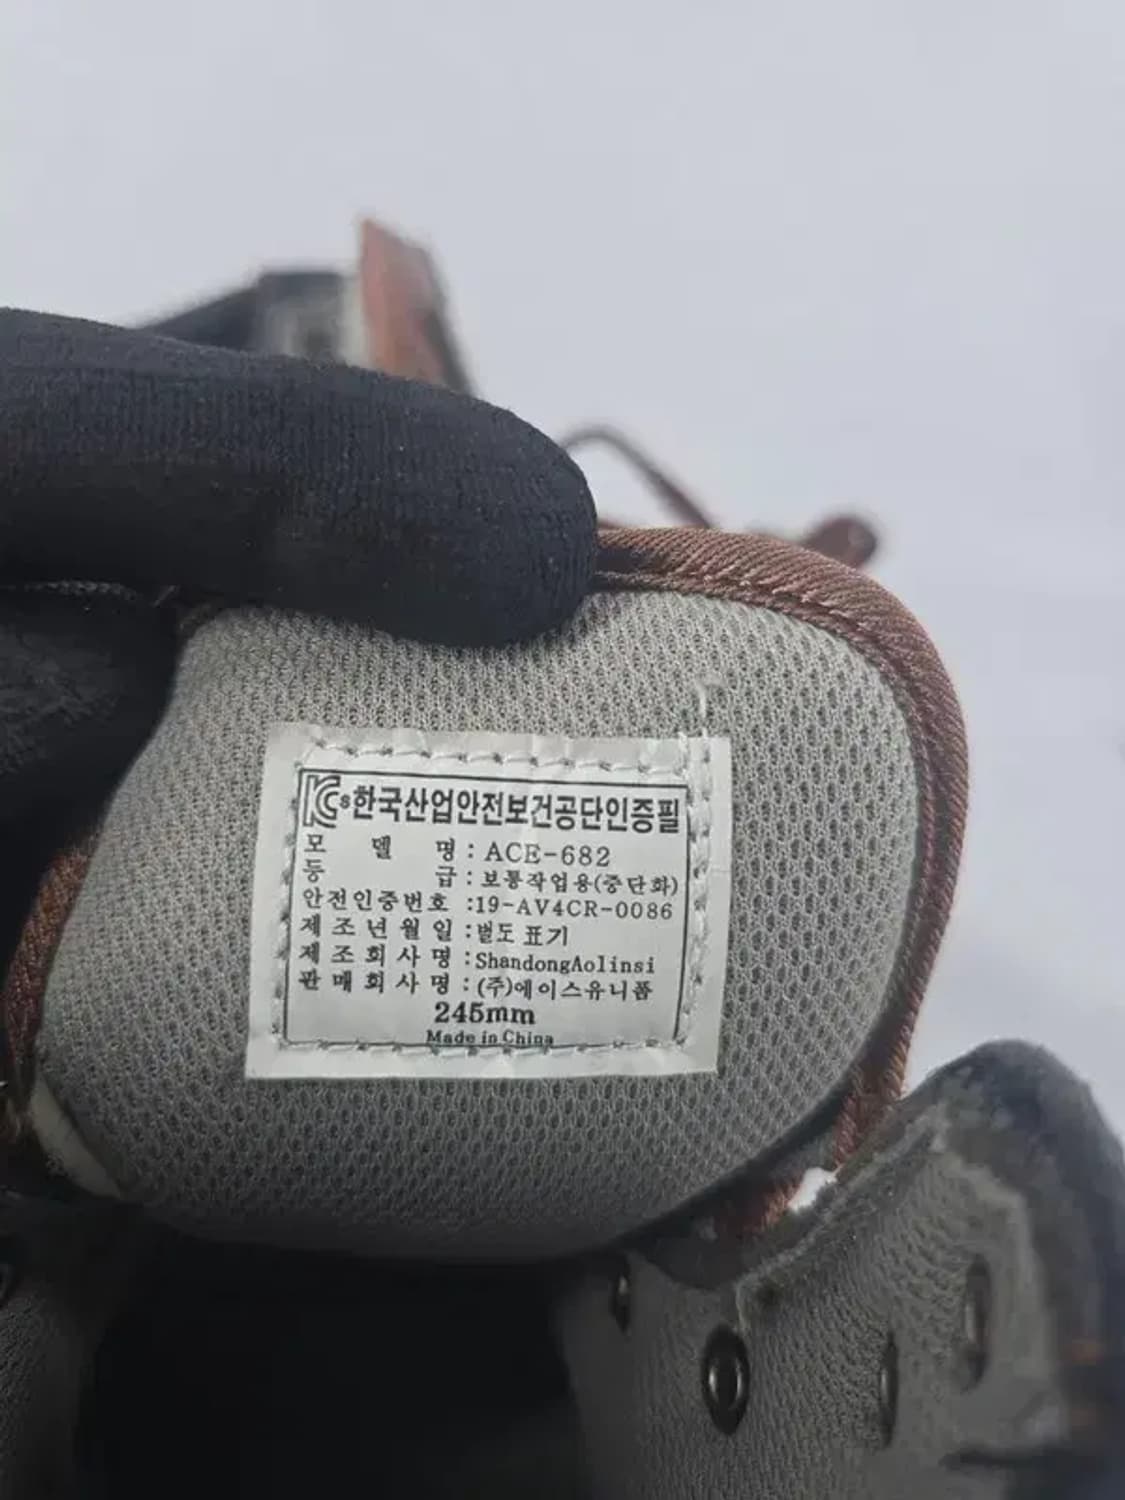 KCs한국산업안전보건공단인증필
모 델 명 : ACE-682
등 급 : 보통작업용(중단화)
안전인증번호 :19-AV4CR-0086
제조년월일 :별도 표기
제조회사명 :ShandongAolinsi
판매회사명 : (주)에이스유니폼
245mm
Made in China